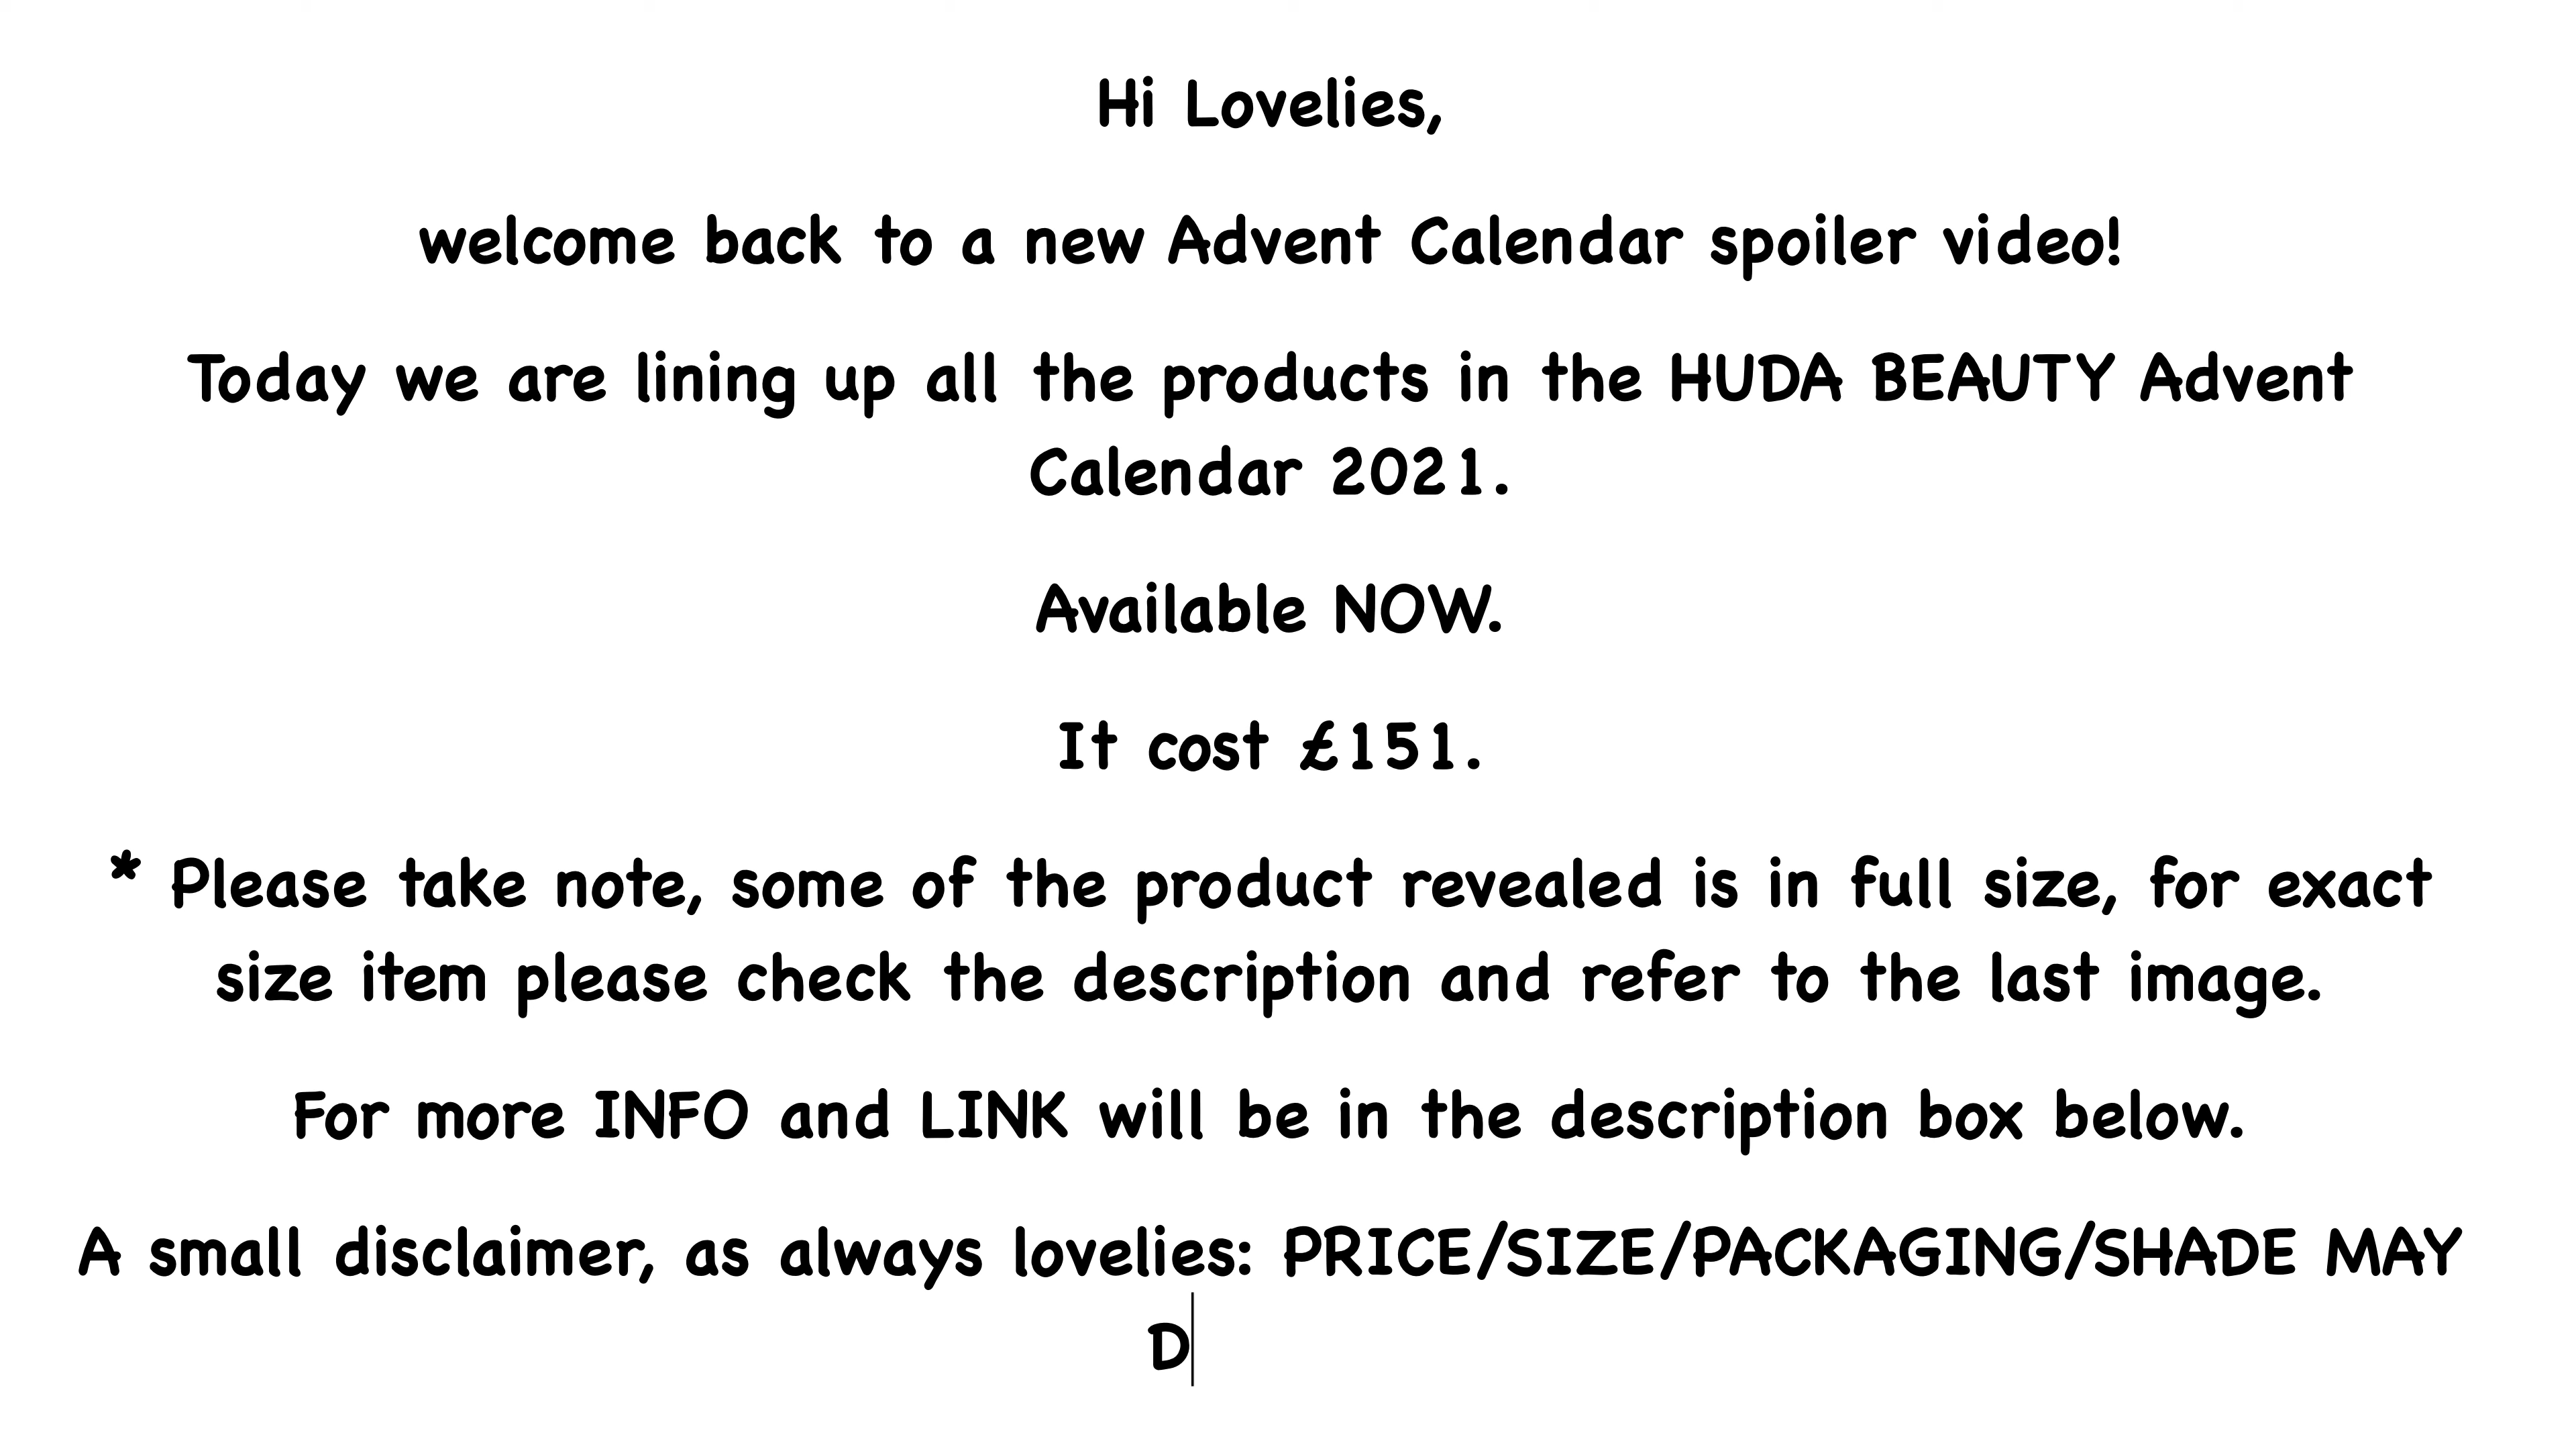 Hi Lovelies,
welcome back to a new Advent Calendar spoiler video!
Today we are lining up all the products in the HUDA BEAUTY Advent
Calendar 2021.
Available NOW.
It cost £151.
* Please take note, some of the product revealed is in full size, for exact
size item please check the description and refer to the last image.
For more INFO and LINK will be in the description box below.
A small disclaimer, as always lovelies: PRICE/SIZE/PACKAGING/SHADE MAY
D